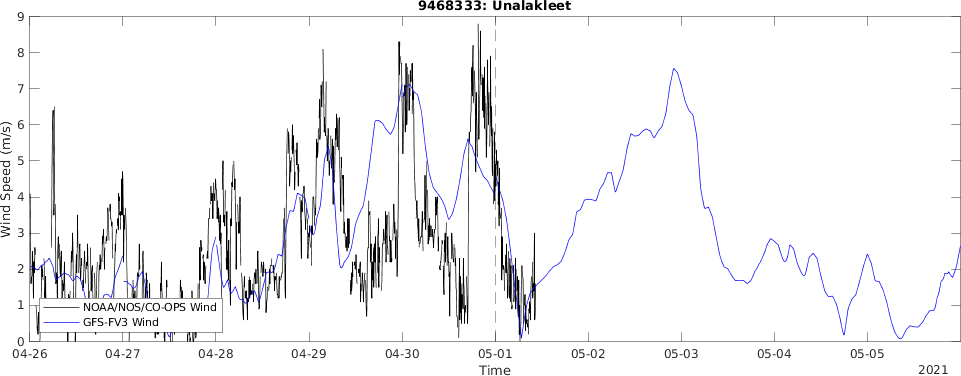 9468333: Unalakleet
Wind Speed (m/s)
9
8
7
6
5
4
3
2
1
0
NOAA/NOS/CO-OPS Wind
GFS-FV3 Wind
04-26 04-27 04-28 04-29 04-30 05-01 05-02 05-03 05-04 05-05
Time
2021